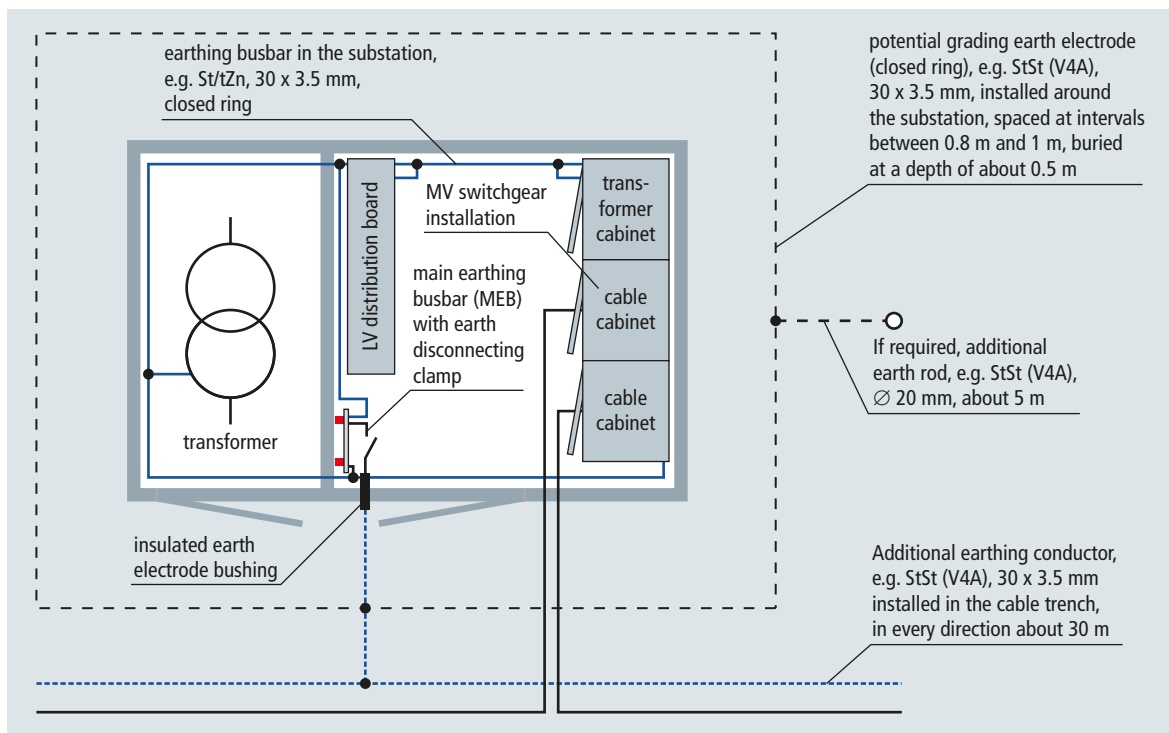 earthing busbar in the substation,
e.g. St/tZn, 30 x 3.5 mm,
closed ring
potential grading earth electrode
(closed ring), e.g. StSt (V4A),
30 x 3.5 mm, installed around
the substation, spaced at intervals
between 0.8 m and 1 m, buried
at a depth of about 0.5 m
LV distribution board
MV switchgear
installation
trans-
former
cabinet
main earthing
busbar (MEB)
with earth
disconnecting
clamp
cable
cabinet
If required, additional
earth rod, e.g. StSt (V4A),
∅ 20 mm, about 5 m
cable
cabinet
transformer
insulated earth
electrode bushing
Additional earthing conductor,
e.g. StSt (V4A), 30 x 3.5 mm
installed in the cable trench,
in every direction about 30 m